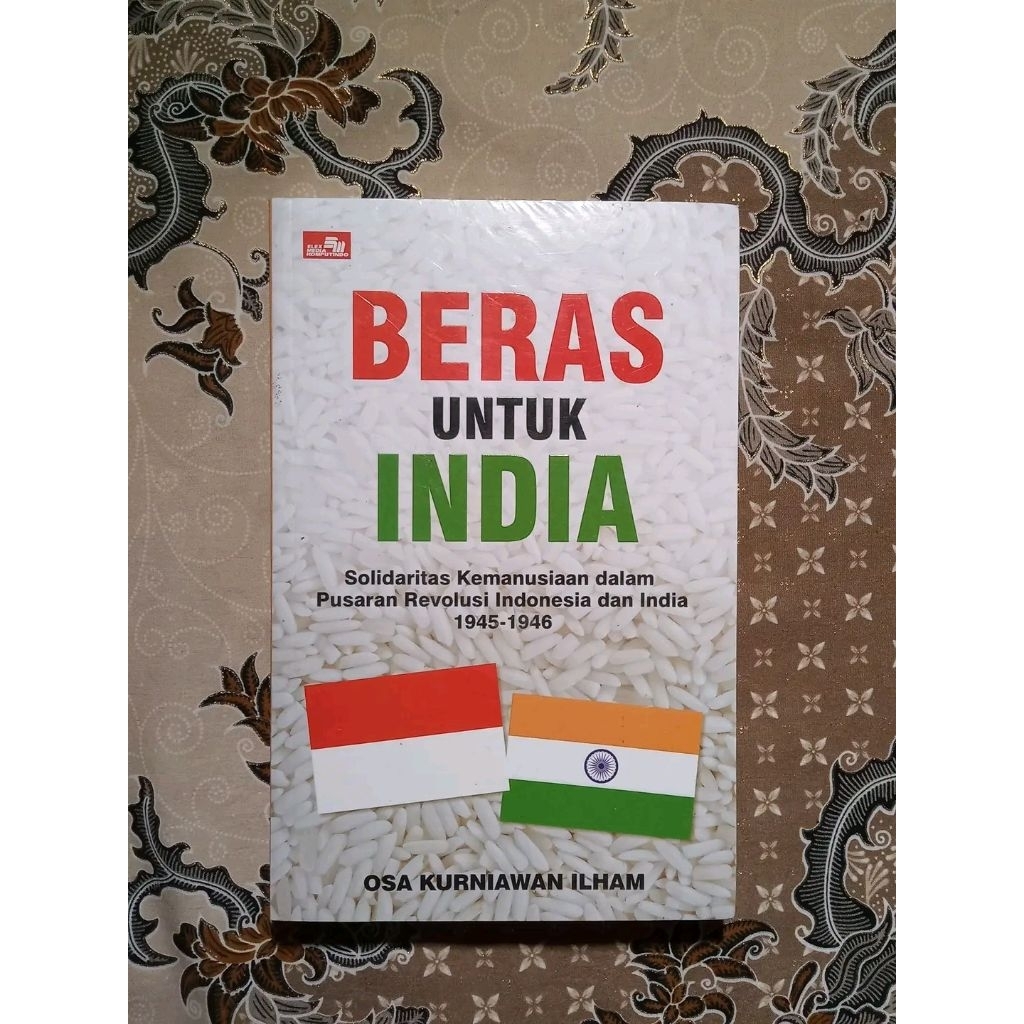 ELEX
MEDIA
KOMPUTINDO
BERAS
UNTUK
INDIA
Solidaritas Kemanusiaan dalam
Pusaran Revolusi Indonesia dan India
1945-1946
OSA KURNIAWAN ILHAM